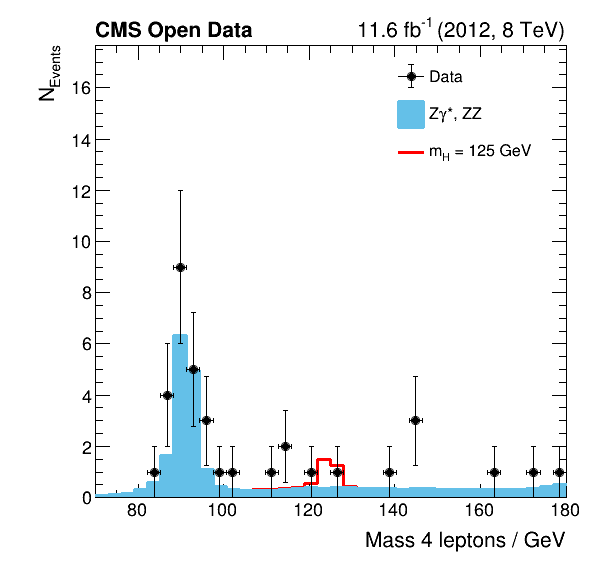 CMS Open Data
11.6 fb⁻¹ (2012, 8 TeV)
N_Events
Data
Zγ*, ZZ
m_H = 125 GeV
16
14
12
10
8
6
4
2
0
80 100 120 140 160 180
Mass 4 leptons / GeV